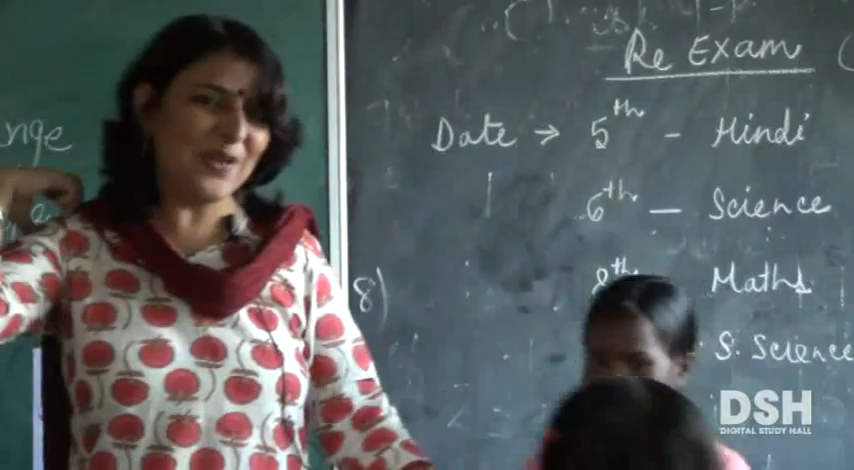 nge
Re Exam
Date → 5th - Hindi
6th — Science
8th Maths
S. Science
8)
DSH
DIGITAL STUDY HALL